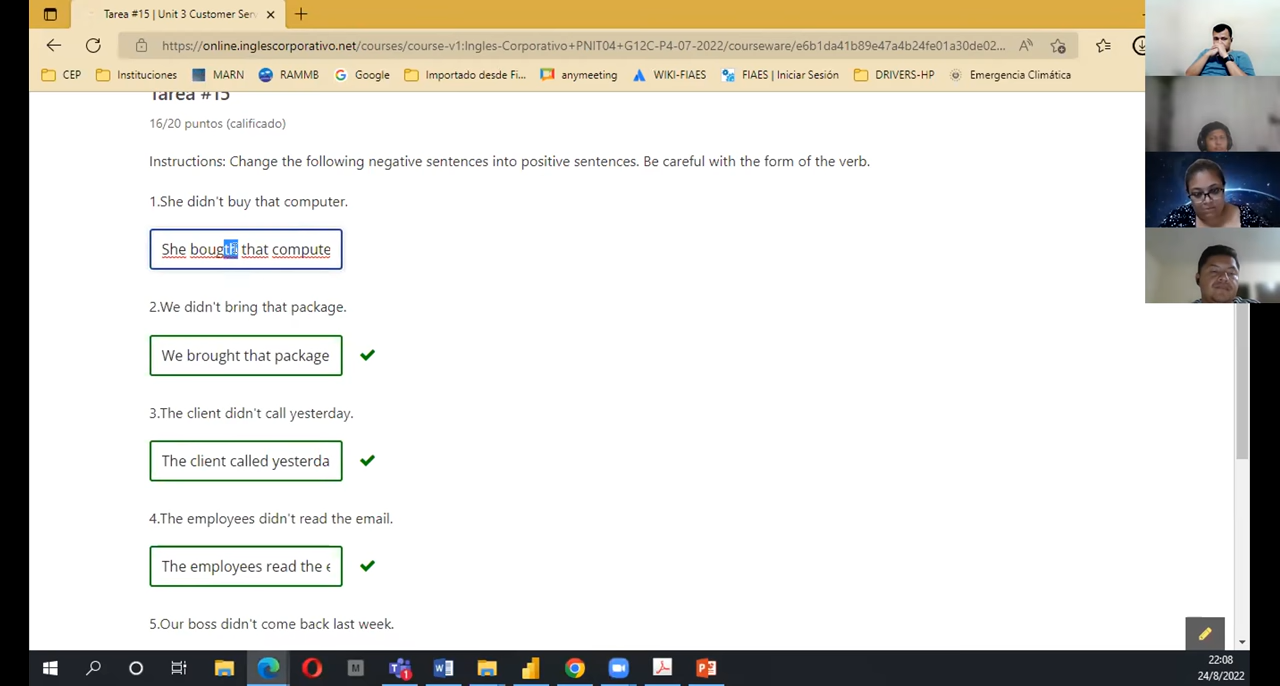 Tarea #15 | Unit 3 Customer Ser
https://online.inglescorporativo.net/courses/course-v1:Ingles-Corporativo+PNIT04+G12C-P4-07-2022/courseware/e6b1da41b89e47a4b24fe01a30de02...
CEP Instituciones MARN RAMMB Google Importado desde Fi... anymeeting WIKI-FIAES FIAES | Iniciar Sesión DRIVERS-HP Emergencia Climática
Tarea #15
16/20 puntos (calificado)
Instructions: Change the following negative sentences into positive sentences. Be careful with the form of the verb.
1.She didn't buy that computer.
She bougth that compute
2.We didn't bring that package.
We brought that package
3.The client didn't call yesterday.
The client called yesterda
4.The employees didn't read the email.
The employees read the e
5.Our boss didn't come back last week.
22:08
24/8/2022